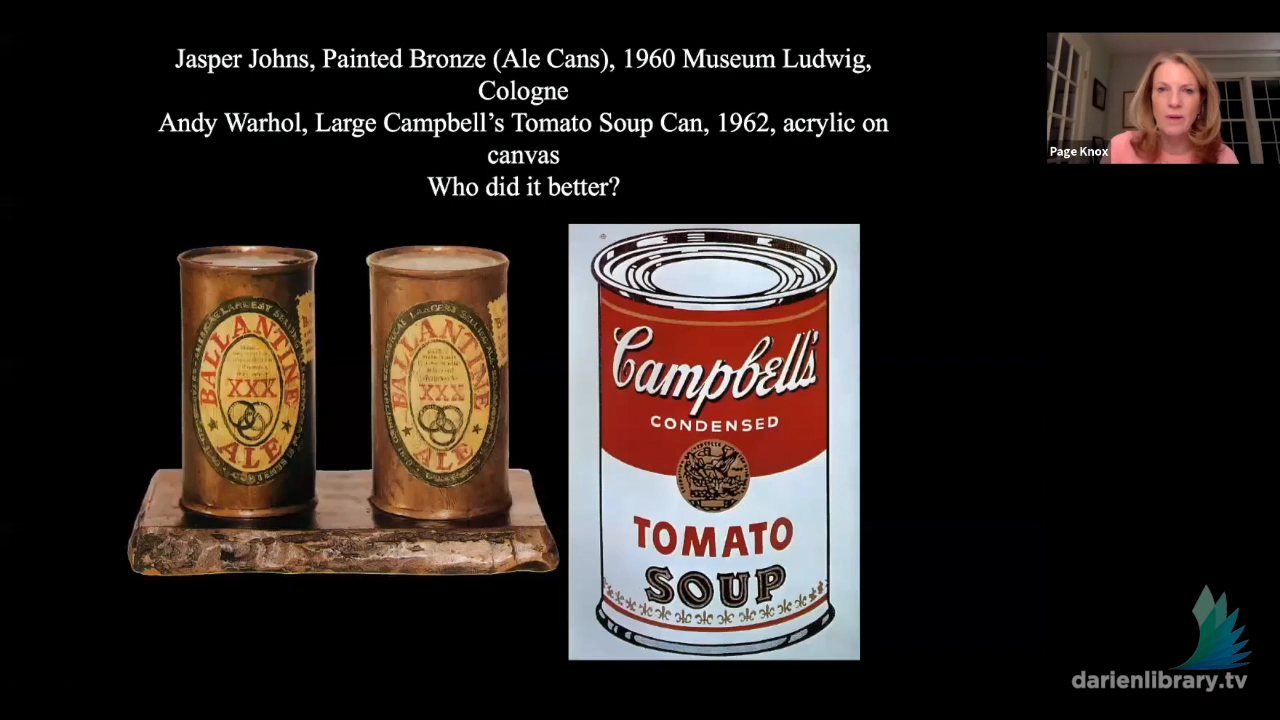 Jasper Johns, Painted Bronze (Ale Cans), 1960 Museum Ludwig,
Cologne
Andy Warhol, Large Campbell’s Tomato Soup Can, 1962, acrylic on
canvas
Who did it better?
Page Knox
BALLANTINE
XXX
ALE
BALLANTINE
XXX
ALE
Campbell's
CONDENSED
TOMATO
SOUP
darienlibrary.tv